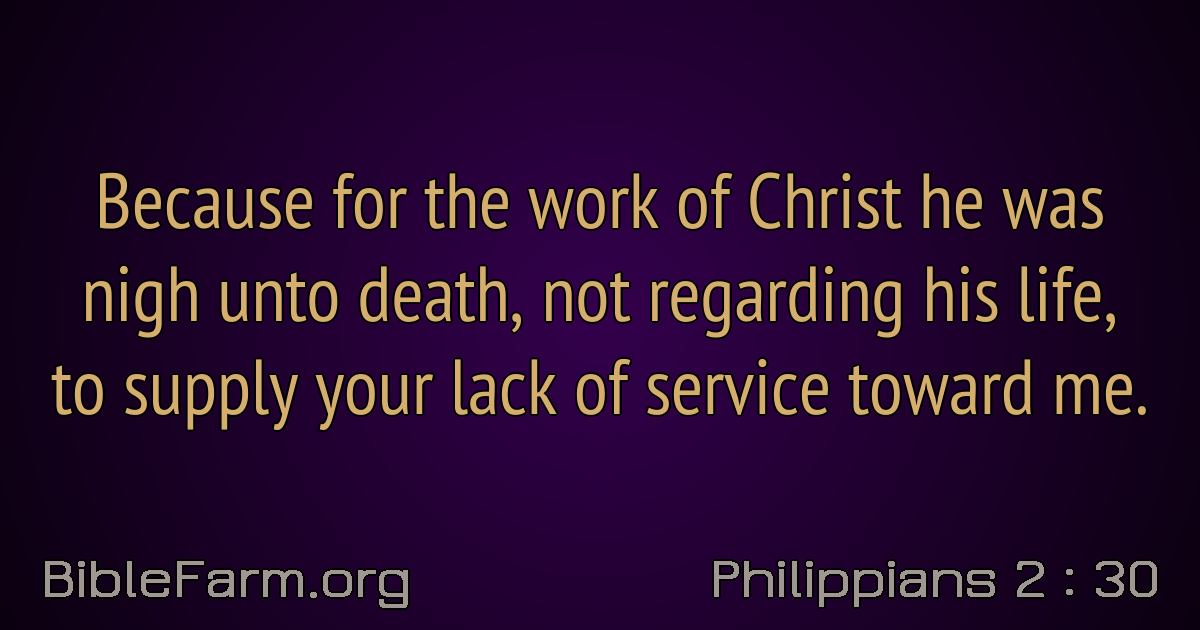 Because for the work of Christ he was
nigh unto death, not regarding his life,
to supply your lack of service toward me.
BibleFarm.org
Philippians 2 : 30